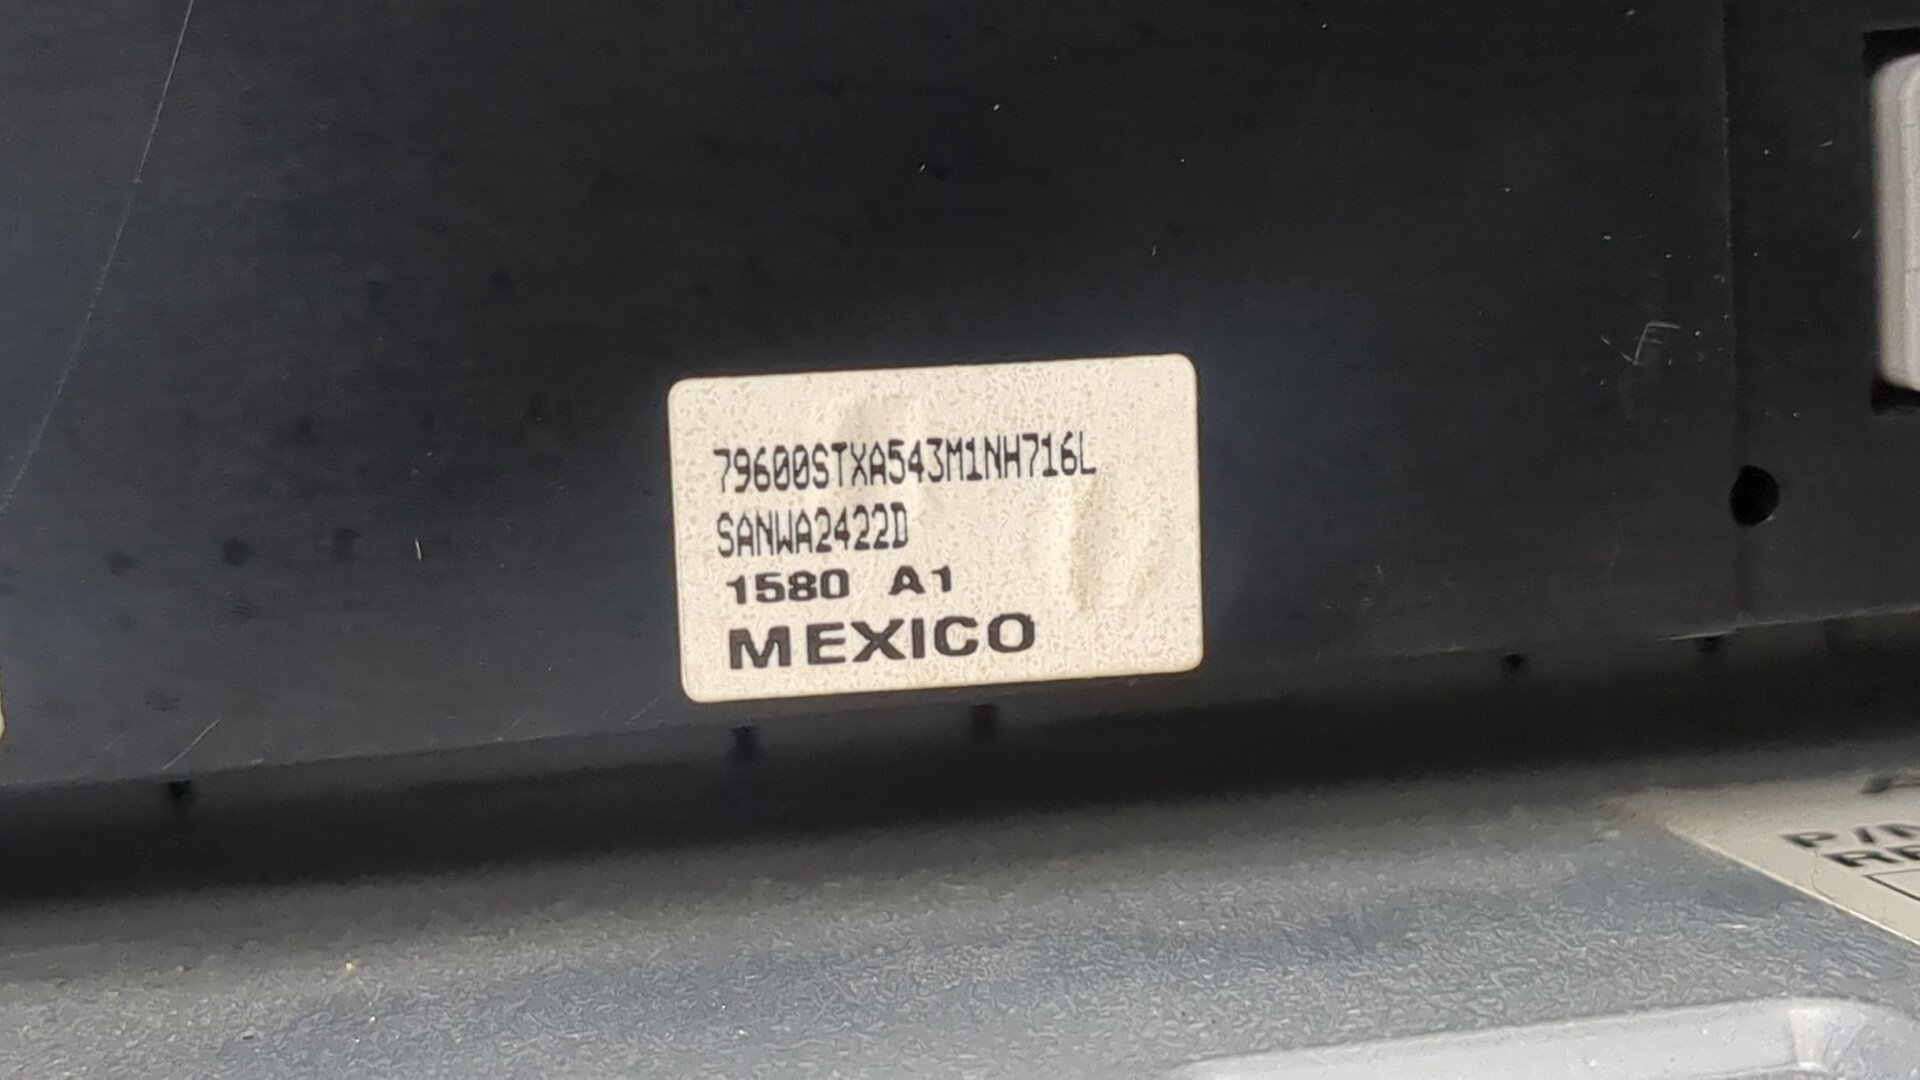 79600STXA543M1NH716L
SANWA2422D
1580 A1
MEXICO